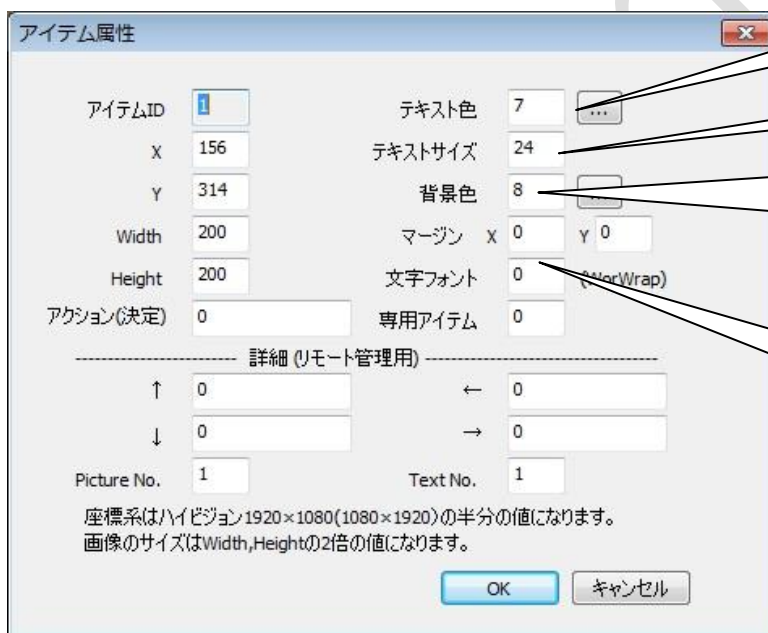 アイテム属性
アイテムID 1 テキスト色 7 ...
X 156 テキストサイズ 24
Y 314 背景色 8
Width 200 マージン X 0 Y 0
Height 200 文字フォント 0 (WorWrap)
アクション(決定) 0 専用アイテム 0
------------------------ 詳細 (リモート管理用) ------------------------
↑ 0 ← 0
↓ 0 → 0
Picture No. 1 Text No. 1
座標系はハイビジョン1920×1080(1080×1920)の半分の値になります。
画像のサイズはWidth,Heightの2倍の値になります。
OK キャンセル